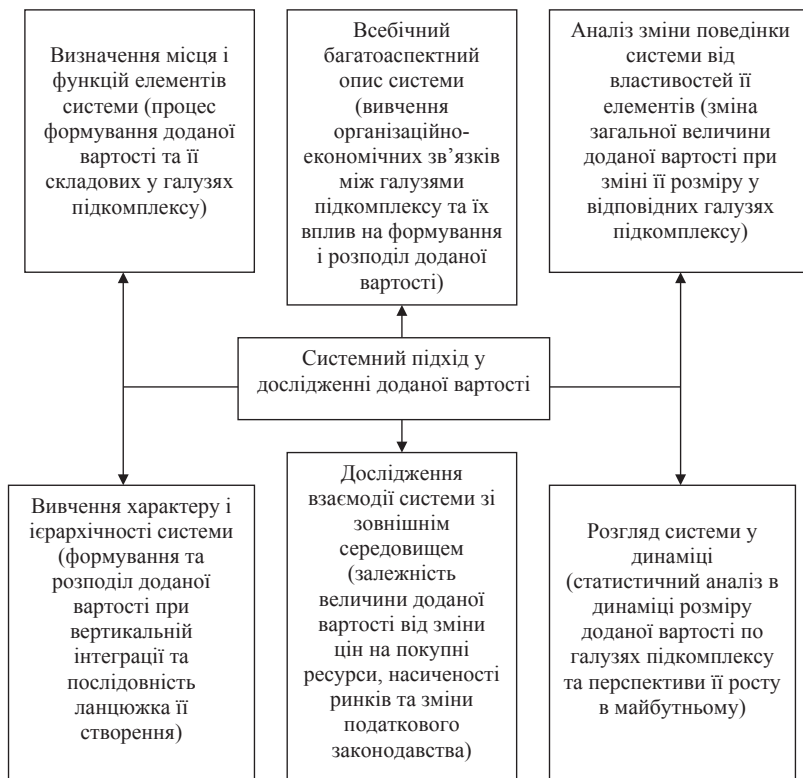 Визначення місця і
функцій елементів
системи (процес
формування доданої
вартості та її
складових у галузях
підкомплексу)
Всебічний
багатоаспектний
опис системи
(вивчення
організаційно-
економічних зв’язків
між галузями
підкомплексу та їх
вплив на формування
і розподіл доданої
вартості)
Аналіз зміни поведінки
системи від
властивостей її
елементів (зміна
загальної величини
доданої вартості при
зміні її розміру у
відповідних галузях
підкомплексу)
Системний підхід у
дослідженні доданої вартості
Вивчення характеру і
ієрархічності системи
(формування та
розподіл доданої
вартості при
вертикальній
інтеграції та
послідовність
ланцюжка її
створення)
Дослідження
взаємодії системи зі
зовнішнім
середовищем
(залежність
величини доданої
вартості від зміни
цін на покупні
ресурси, насиченості
ринків та зміни
податкового
законодавства)
Розгляд системи у
динаміці
(статистичний аналіз в
динаміці розміру
доданої вартості по
галузях підкомплексу
та перспективи її росту
в майбутньому)